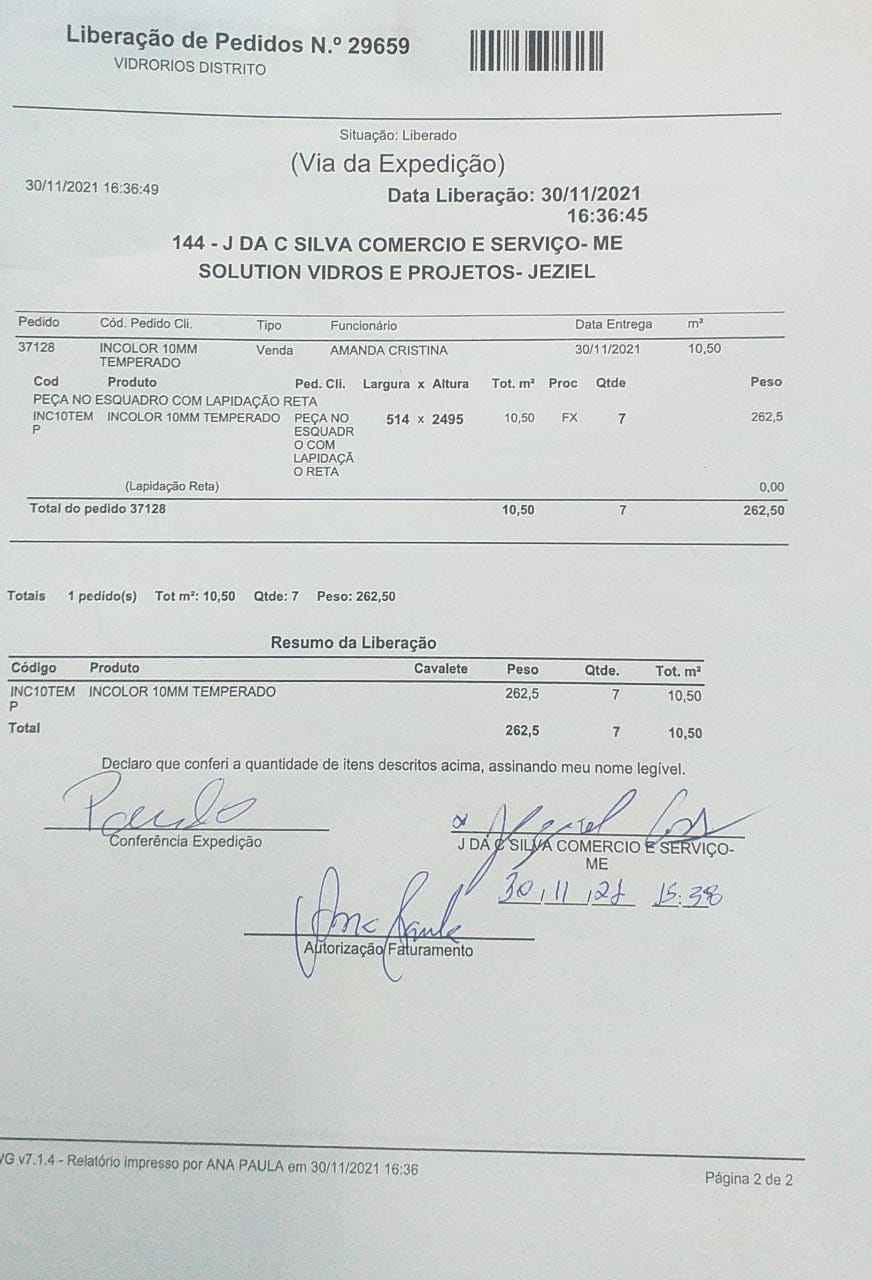 Liberação de Pedidos N.º 29659
VIDRORIOS DISTRITO
Situação: Liberado
(Via da Expedição)
30/11/2021 16:36:49
Data Liberação: 30/11/2021
16:36:45
144 - J DA C SILVA COMERCIO E SERVIÇO- ME
SOLUTION VIDROS E PROJETOS- JEZIEL
Pedido Cód. Pedido Cli. Tipo Funcionário Data Entrega m²
37128 INCOLOR 10MM Venda AMANDA CRISTINA 30/11/2021 10,50
TEMPERADO
Cod Produto Ped. Cli. Largura x Altura Tot. m² Proc Qtde Peso
PEÇA NO ESQUADRO COM LAPIDAÇÃO RETA
INC10TEM INCOLOR 10MM TEMPERADO PEÇA NO 514 x 2495 10,50 FX 7 262,5
P ESQUADR
O COM
LAPIDAÇÃ
O RETA
(Lapidação Reta) 0,00
Total do pedido 37128 10,50 7 262,50
Totais 1 pedido(s) Tot m²: 10,50 Qtde: 7 Peso: 262,50
Resumo da Liberação
Código Produto Cavalete Peso Qtde. Tot. m²
INC10TEM INCOLOR 10MM TEMPERADO 262,5 7 10,50
P
Total 262,5 7 10,50
Declaro que conferi a quantidade de itens descritos acima, assinando meu nome legível.
Conferência Expedição
J DA C SILVA COMERCIO E SERVIÇO-
ME
30/11/21 15:38
Ana Paula
Autorização Faturamento
v7.1.4 - Relatório impresso por ANA PAULA em 30/11/2021 16:36
Página 2 de 2